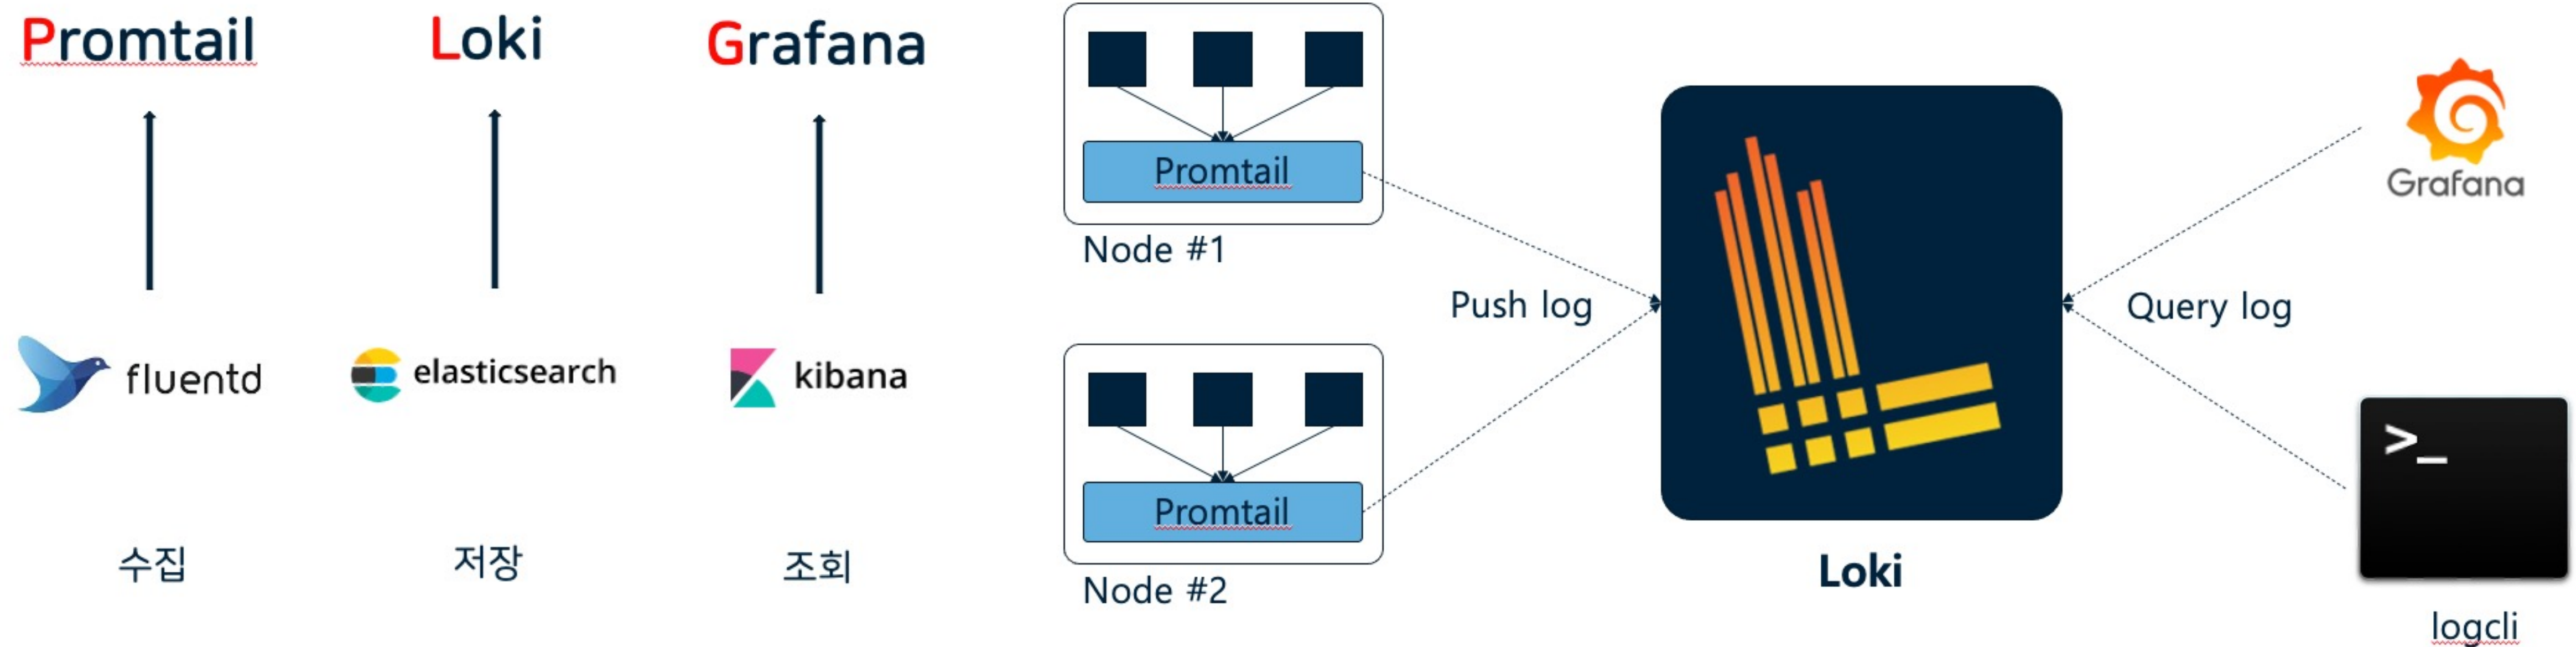 Promtail
Loki
Grafana
fluentd
elasticsearch
kibana
수집
저장
조회
Promtail
Node #1
Promtail
Node #2
Push log
Loki
Query log
Grafana
>_
logcli